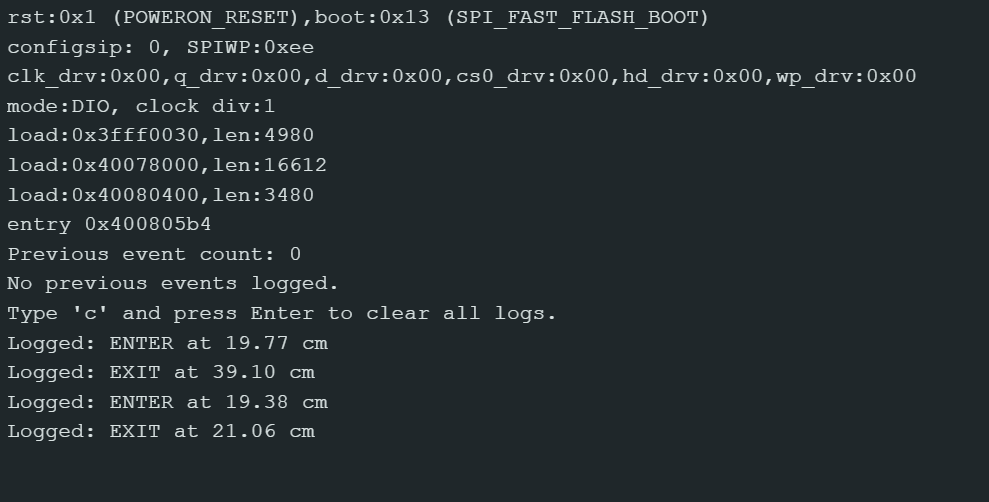 rst:0x1 (POWERON_RESET),boot:0x13 (SPI_FAST_FLASH_BOOT)
configsip: 0, SPIWP:0xee
clk_drv:0x00,q_drv:0x00,d_drv:0x00,cs0_drv:0x00,hd_drv:0x00,wp_drv:0x00
mode:DIO, clock div:1
load:0x3fff0030,len:4980
load:0x40078000,len:16612
load:0x40080400,len:3480
entry 0x400805b4
Previous event count: 0
No previous events logged.
Type 'c' and press Enter to clear all logs.
Logged: ENTER at 19.77 cm
Logged: EXIT at 39.10 cm
Logged: ENTER at 19.38 cm
Logged: EXIT at 21.06 cm